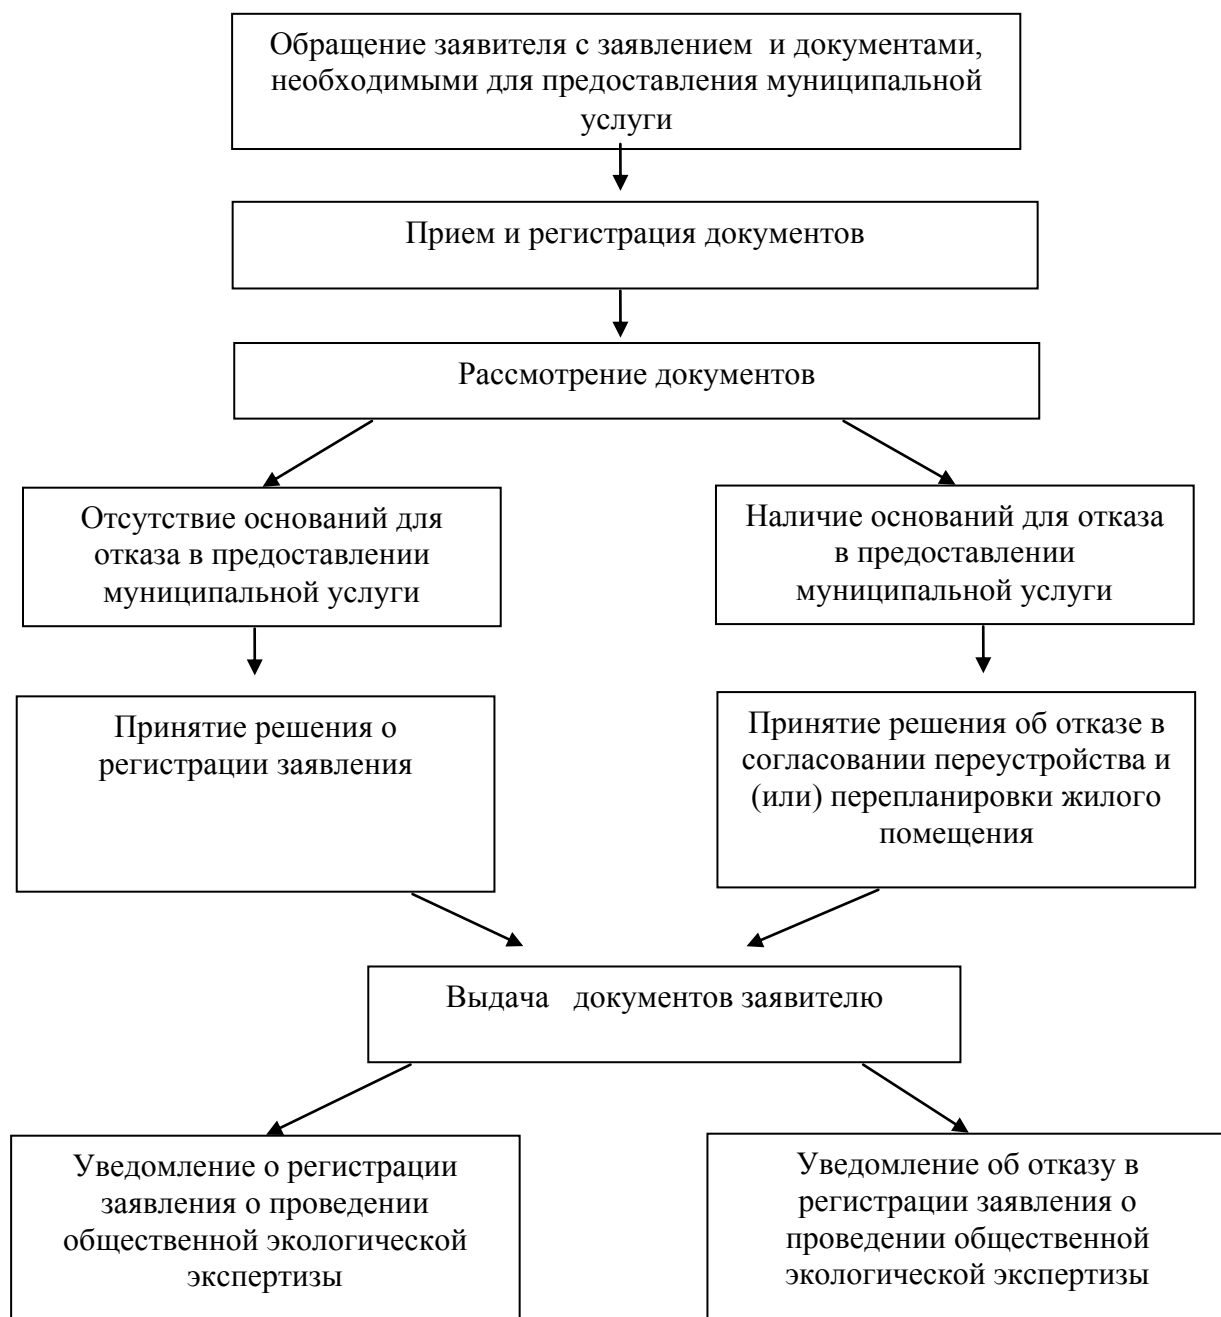 Обращение заявителя с заявлением и документами,
необходимыми для предоставления муниципальной
услуги
Прием и регистрация документов
Рассмотрение документов
Отсутствие оснований для
отказа в предоставлении
муниципальной услуги
Наличие оснований для отказа
в предоставлении
муниципальной услуги
Принятие решения о
регистрации заявления
Принятие решения об отказе в
согласовании переустройства и
(или) перепланировки жилого
помещения
Выдача документов заявителю
Уведомление о регистрации
заявления о проведении
общественной экологической
экспертизы
Уведомление об отказу в
регистрации заявления о
проведении общественной
экологической экспертизы